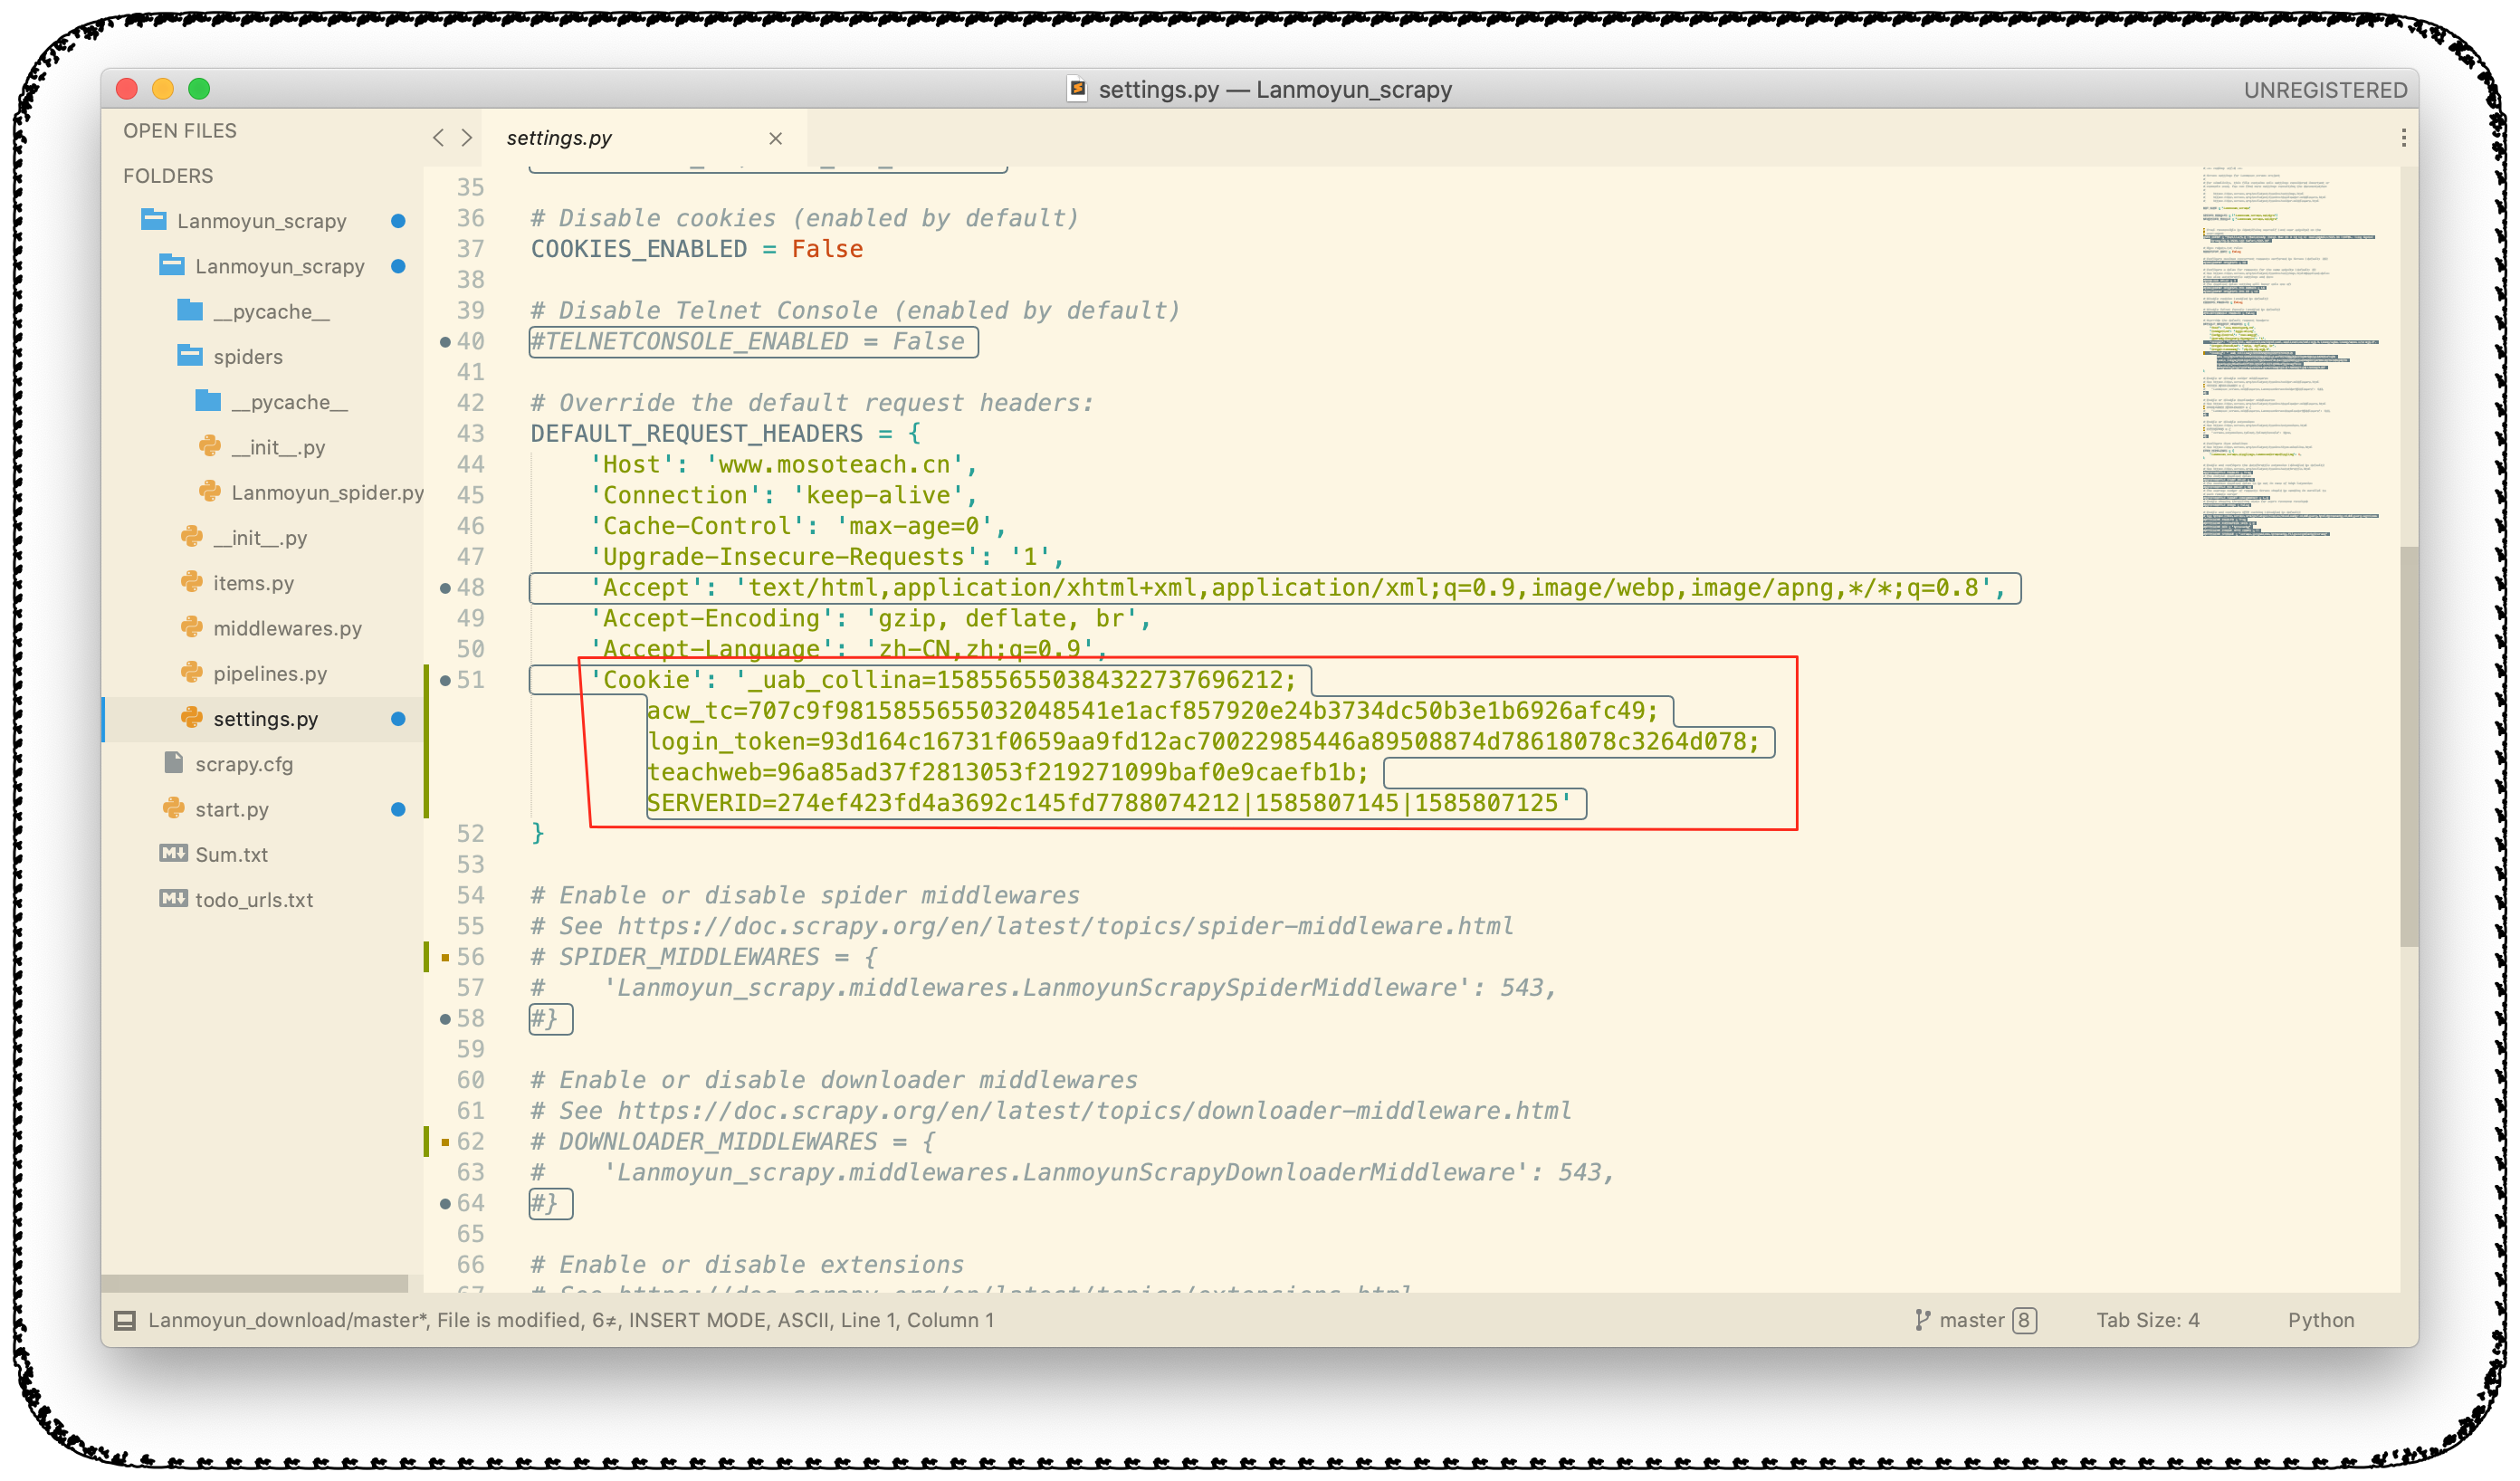 settings.py — Lanmoyun_scrapy
UNREGISTERED
OPEN FILES
FOLDERS
Lanmoyun_scrapy
Lanmoyun_scrapy
__pycache__
spiders
__pycache__
__init__.py
Lanmoyun_spider.py
__init__.py
items.py
middlewares.py
pipelines.py
settings.py
scrapy.cfg
start.py
Sum.txt
todo_urls.txt
settings.py
35
36 # Disable cookies (enabled by default)
37 COOKIES_ENABLED = False
38
39 # Disable Telnet Console (enabled by default)
40 #TELNETCONSOLE_ENABLED = False
41
42 # Override the default request headers:
43 DEFAULT_REQUEST_HEADERS = {
44 'Host': 'www.mosoteach.cn',
45 'Connection': 'keep-alive',
46 'Cache-Control': 'max-age=0',
47 'Upgrade-Insecure-Requests': '1',
48 'Accept': 'text/html,application/xhtml+xml,application/xml;q=0.9,image/webp,image/apng,*/*;q=0.8',
49 'Accept-Encoding': 'gzip, deflate, br',
50 'Accept-Language': 'zh-CN,zh;q=0.9',
51 'Cookie': '_uab_collina=158556550384322737696212;
acw_tc=707c9f9815855655032048541e1acf857920e24b3734dc50b3e1b6926afc49;
login_token=93d164c16731f0659aa9fd12ac70022985446a89508874d78618078c3264d078;
teachweb=96a85ad37f2813053f219271099baf0e9caefb1b;
SERVERID=274ef423fd4a3692c145fd7788074212|1585807145|1585807125'
52 }
53
54 # Enable or disable spider middlewares
55 # See https://doc.scrapy.org/en/latest/topics/spider-middleware.html
56 # SPIDER_MIDDLEWARES = {
57 #    'Lanmoyun_scrapy.middlewares.LanmoyunScrapySpiderMiddleware': 543,
58 #}
59
60 # Enable or disable downloader middlewares
61 # See https://doc.scrapy.org/en/latest/topics/downloader-middleware.html
62 # DOWNLOADER_MIDDLEWARES = {
63 #    'Lanmoyun_scrapy.middlewares.LanmoyunScrapyDownloaderMiddleware': 543,
64 #}
65
66 # Enable or disable extensions
67 # See https://doc.scrapy.org/en/latest/topics/extensions.html
Lanmoyun_download/master*, File is modified, 6≠, INSERT MODE, ASCII, Line 1, Column 1
master 8
Tab Size: 4
Python